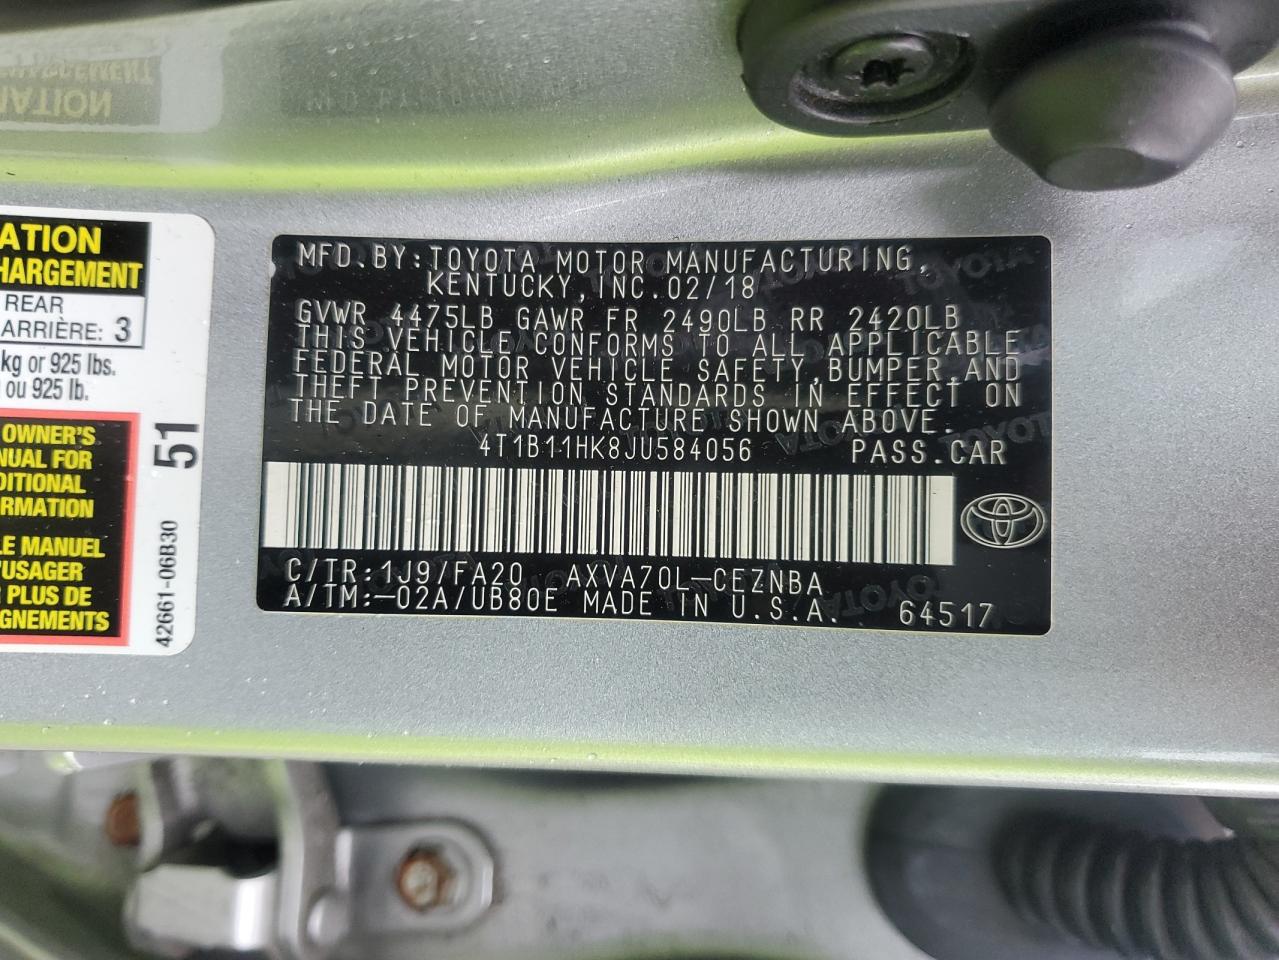 ATION
HARGEMENT
REAR
ARRIÈRE: 3
kg or 925 lbs.
ou 925 lb.
OWNER'S
NUAL FOR
DITIONAL
RMATION
LE MANUEL
'USAGER
R PLUS DE
IGNEMENTS
51
42661-06B30
MFD.BY:TOYOTA MOTOR MANUFACTURING,
KENTUCKY,INC.02/18
GVWR 4475LB GAWR FR 2490LB RR 2420LB
THIS VEHICLE CONFORMS TO ALL APPLICABLE
FEDERAL MOTOR VEHICLE SAFETY,BUMPER,AND
THEFT PREVENTION STANDARDS IN EFFECT ON
THE DATE OF MANUFACTURE SHOWN ABOVE.
4T1B11HK8JU584056 PASS.CAR
C/TR:1J9/FA20 AXVA70L-CEZNBA
A/TM:-02A/UB80E MADE IN U.S.A. 64517